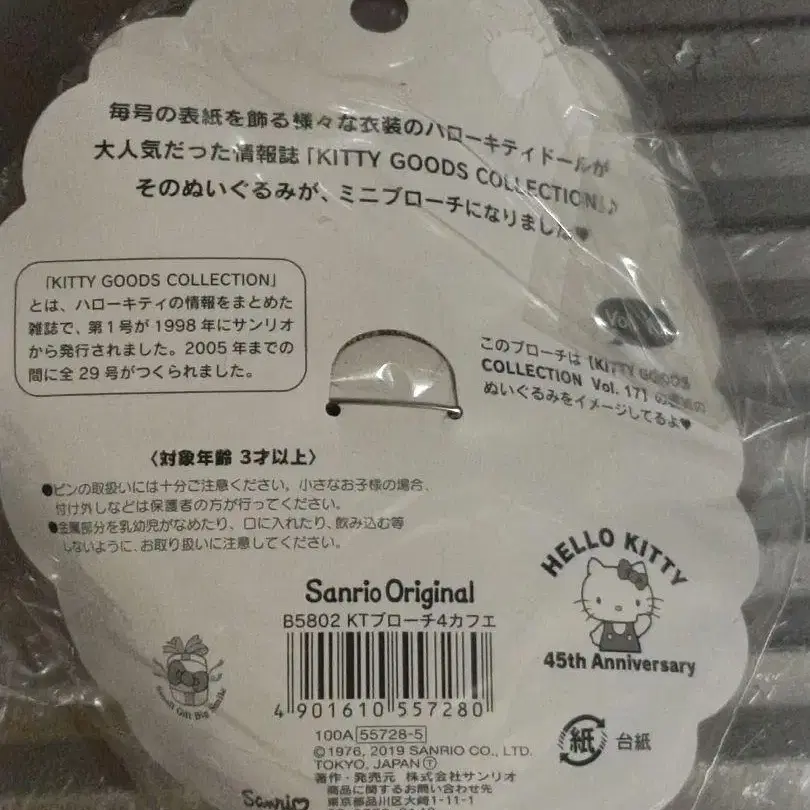 毎号の表紙を飾る様々な衣装のハローキティドールが
大人気だった情報誌「KITTY GOODS COLLECTION」♪
そのぬいぐるみが、ミニブローチになりました♥
「KITTY GOODS COLLECTION」
とは、ハローキティの情報をまとめた
雑誌で、第1号が1998年にサンリオ
から発行されました。2005年までの
間に全29号がつくられました。
Vol.
このブローチは【KITTY GOODS
COLLECTION Vol. 17】の表紙の
ぬいぐるみをイメージしてるよ♥
〈対象年齢 3才以上〉
●ピンの取扱いには十分ご注意ください。小さなお子様の場合、
付け外しなどは保護者の方が行ってください。
●金属部分を乳幼児がなめたり、口に入れたり、飲み込む等
しないように、お取り扱いに注意してください。
HELLO KITTY
45th Anniversary
Sanrio Original
B5802 KTブローチ4カフェ
4 901610 557280
Small Gift Big Smile
100A 55728-5
©1976, 2019 SANRIO CO., LTD.
TOKYO, JAPAN Ⓣ
著作・発売元 株式会社サンリオ
商品に関するお問い合わせ先
東京都品川区大崎1-11-1
紙 台紙
Sanrio